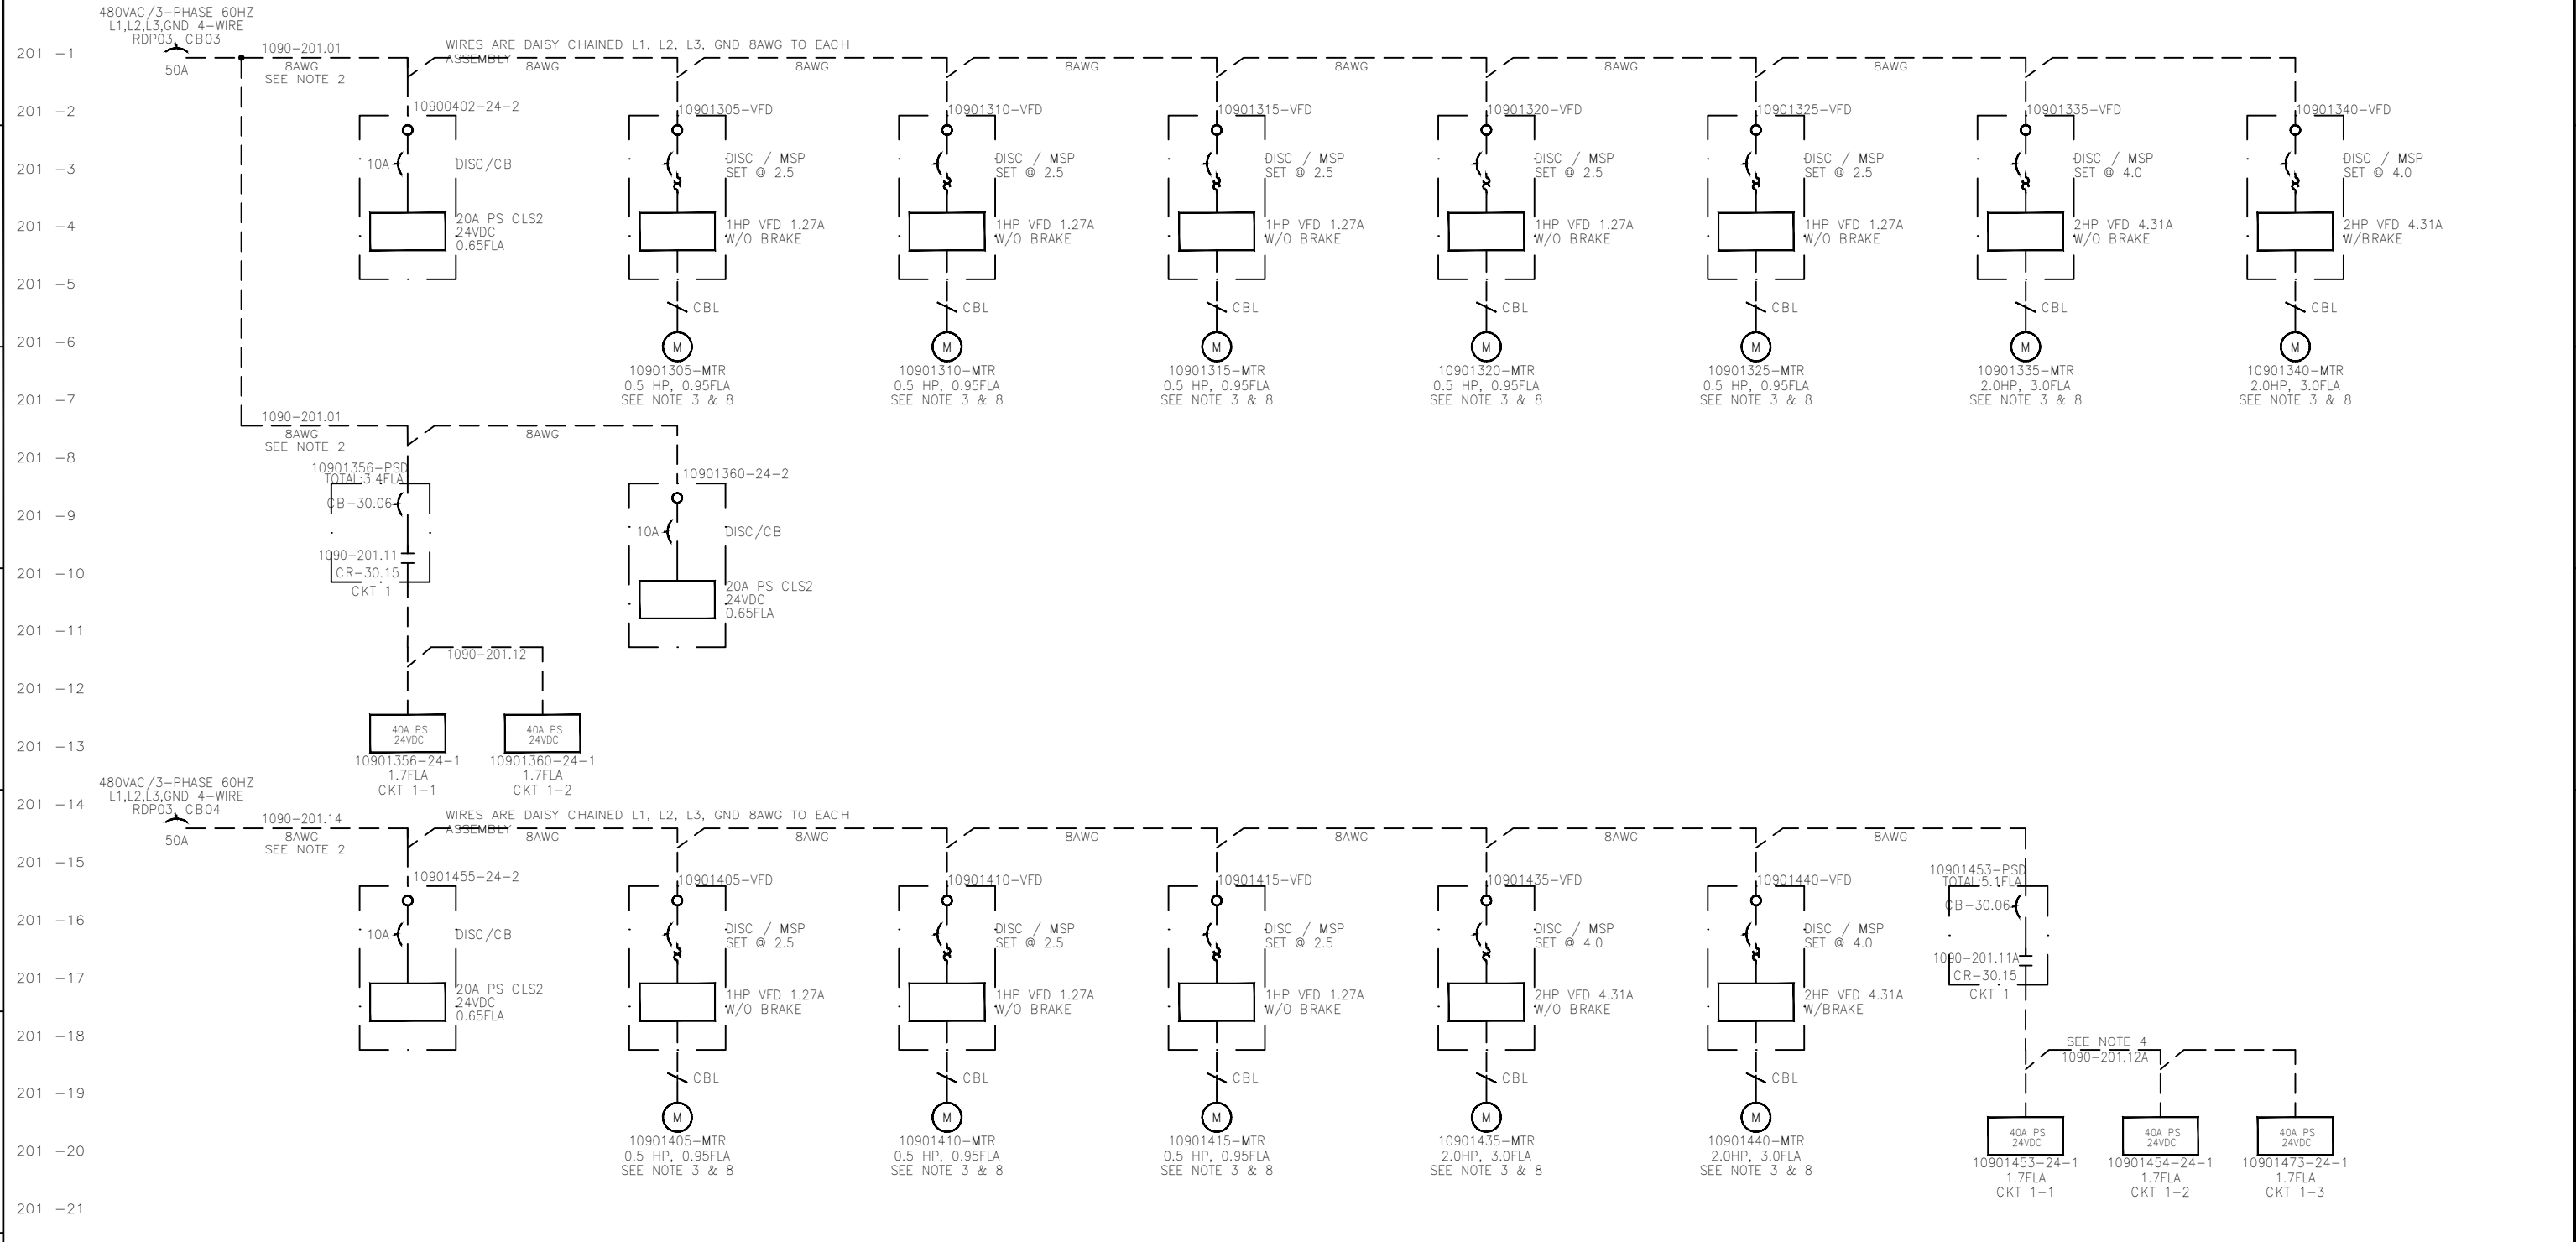 480VAC/3-PHASE 60HZ
L1,L2,L3,GND 4-WIRE
RDP03, CB03
50A
201 -1
1090-201.01
8AWG
SEE NOTE 2
WIRES ARE DAISY CHAINED L1, L2, L3, GND 8AWG TO EACH
ASSEMBLY
8AWG
8AWG
8AWG
8AWG
8AWG
8AWG
201 -2
10900402-24-2
10901305-VFD
10901310-VFD
10901315-VFD
10901320-VFD
10901325-VFD
10901335-VFD
10901340-VFD
201 -3
10A
DISC/CB
DISC / MSP
SET @ 2.5
DISC / MSP
SET @ 2.5
DISC / MSP
SET @ 2.5
DISC / MSP
SET @ 2.5
DISC / MSP
SET @ 2.5
DISC / MSP
SET @ 4.0
DISC / MSP
SET @ 4.0
201 -4
20A PS CLS2
24VDC
0.65FLA
1HP VFD 1.27A
W/O BRAKE
1HP VFD 1.27A
W/O BRAKE
1HP VFD 1.27A
W/O BRAKE
1HP VFD 1.27A
W/O BRAKE
1HP VFD 1.27A
W/O BRAKE
2HP VFD 4.31A
W/O BRAKE
2HP VFD 4.31A
W/BRAKE
201 -5
CBL
CBL
CBL
CBL
CBL
CBL
CBL
201 -6
M
M
M
M
M
M
M
10901305-MTR
0.5 HP, 0.95FLA
SEE NOTE 3 & 8
10901310-MTR
0.5 HP, 0.95FLA
SEE NOTE 3 & 8
10901315-MTR
0.5 HP, 0.95FLA
SEE NOTE 3 & 8
10901320-MTR
0.5 HP, 0.95FLA
SEE NOTE 3 & 8
10901325-MTR
0.5 HP, 0.95FLA
SEE NOTE 3 & 8
10901335-MTR
2.0HP, 3.0FLA
SEE NOTE 3 & 8
10901340-MTR
2.0HP, 3.0FLA
SEE NOTE 3 & 8
201 -7
1090-201.01
8AWG
SEE NOTE 2
8AWG
201 -8
10901356-PSD
TOTAL:3.4FLA
10901360-24-2
CB-30.06
201 -9
10A
DISC/CB
1090-201.11
CR-30.15
CKT 1
201 -10
20A PS CLS2
24VDC
0.65FLA
201 -11
1090-201.12
201 -12
40A PS
24VDC
40A PS
24VDC
201 -13
10901356-24-1
1.7FLA
CKT 1-1
10901360-24-1
1.7FLA
CKT 1-2
480VAC/3-PHASE 60HZ
L1,L2,L3,GND 4-WIRE
RDP03, CB04
50A
201 -14
1090-201.14
8AWG
SEE NOTE 2
WIRES ARE DAISY CHAINED L1, L2, L3, GND 8AWG TO EACH
ASSEMBLY
8AWG
8AWG
8AWG
8AWG
8AWG
8AWG
201 -15
10901455-24-2
10901405-VFD
10901410-VFD
10901415-VFD
10901435-VFD
10901440-VFD
10901453-PSD
TOTAL:5.1FLA
201 -16
10A
DISC/CB
DISC / MSP
SET @ 2.5
DISC / MSP
SET @ 2.5
DISC / MSP
SET @ 2.5
DISC / MSP
SET @ 4.0
DISC / MSP
SET @ 4.0
CB-30.06
201 -17
20A PS CLS2
24VDC
0.65FLA
1HP VFD 1.27A
W/O BRAKE
1HP VFD 1.27A
W/O BRAKE
1HP VFD 1.27A
W/O BRAKE
2HP VFD 4.31A
W/O BRAKE
2HP VFD 4.31A
W/BRAKE
1090-201.11A
CR-30.15
CKT 1
201 -18
SEE NOTE 4
1090-201.12A
CBL
CBL
CBL
CBL
CBL
201 -19
M
M
M
M
M
40A PS
24VDC
40A PS
24VDC
40A PS
24VDC
201 -20
10901405-MTR
0.5 HP, 0.95FLA
SEE NOTE 3 & 8
10901410-MTR
0.5 HP, 0.95FLA
SEE NOTE 3 & 8
10901415-MTR
0.5 HP, 0.95FLA
SEE NOTE 3 & 8
10901435-MTR
2.0HP, 3.0FLA
SEE NOTE 3 & 8
10901440-MTR
2.0HP, 3.0FLA
SEE NOTE 3 & 8
10901453-24-1
1.7FLA
CKT 1-1
10901454-24-1
1.7FLA
CKT 1-2
10901473-24-1
1.7FLA
CKT 1-3
201 -21